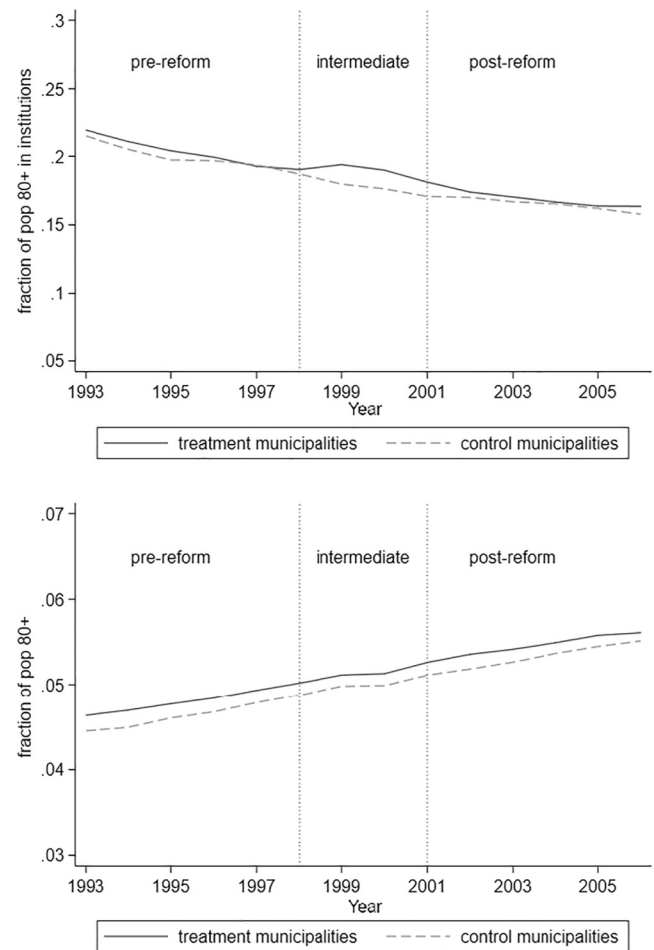 fraction of pop 80+ in institutions
.3
.25
.2
.15
.1
.05
pre-reform intermediate post-reform
1993 1995 1997 1999 2001 2003 2005
Year
treatment municipalities control municipalities
fraction of pop 80+
.07
.06
.05
.04
.03
pre-reform intermediate post-reform
1993 1995 1997 1999 2001 2003 2005
Year
treatment municipalities control municipalities